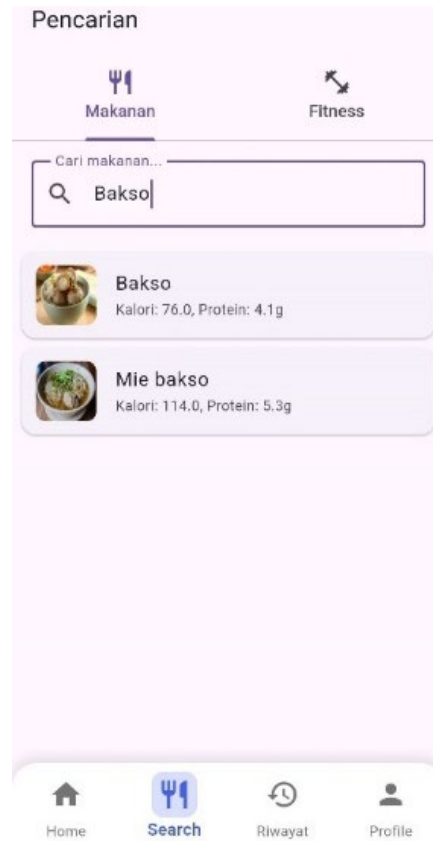 Pencarian
Makanan
Fitness
Cari makanan...
Bakso
Bakso
Kalori: 76.0, Protein: 4.1g
Mie bakso
Kalori: 114.0, Protein: 5.3g
Home
Search
Riwayat
Profile